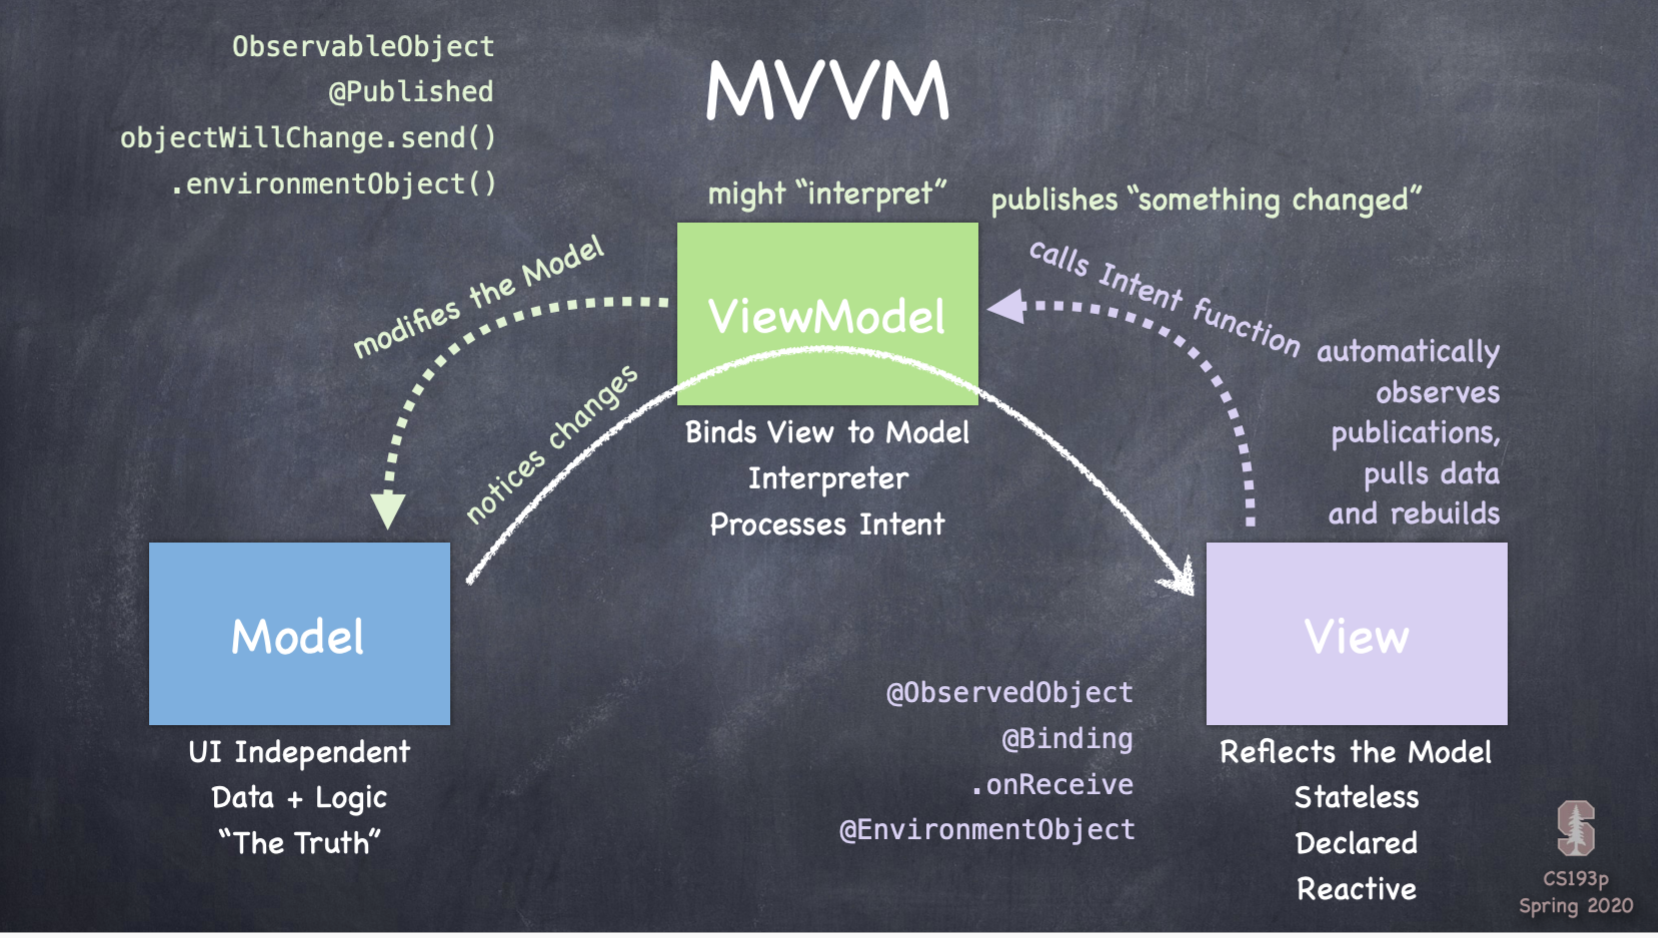 ObservableObject
@Published
objectWillChange.send()
.environmentObject()
MVVM
might “interpret”
publishes “something changed”
modifies the Model
ViewModel
calls Intent function
notices changes
automatically
observes
publications,
pulls data
and rebuilds
Binds View to Model
Interpreter
Processes Intent
Model
View
UI Independent
Data + Logic
“The Truth”
@ObservedObject
@Binding
.onReceive
@EnvironmentObject
Reflects the Model
Stateless
Declared
Reactive
S
CS193p
Spring 2020